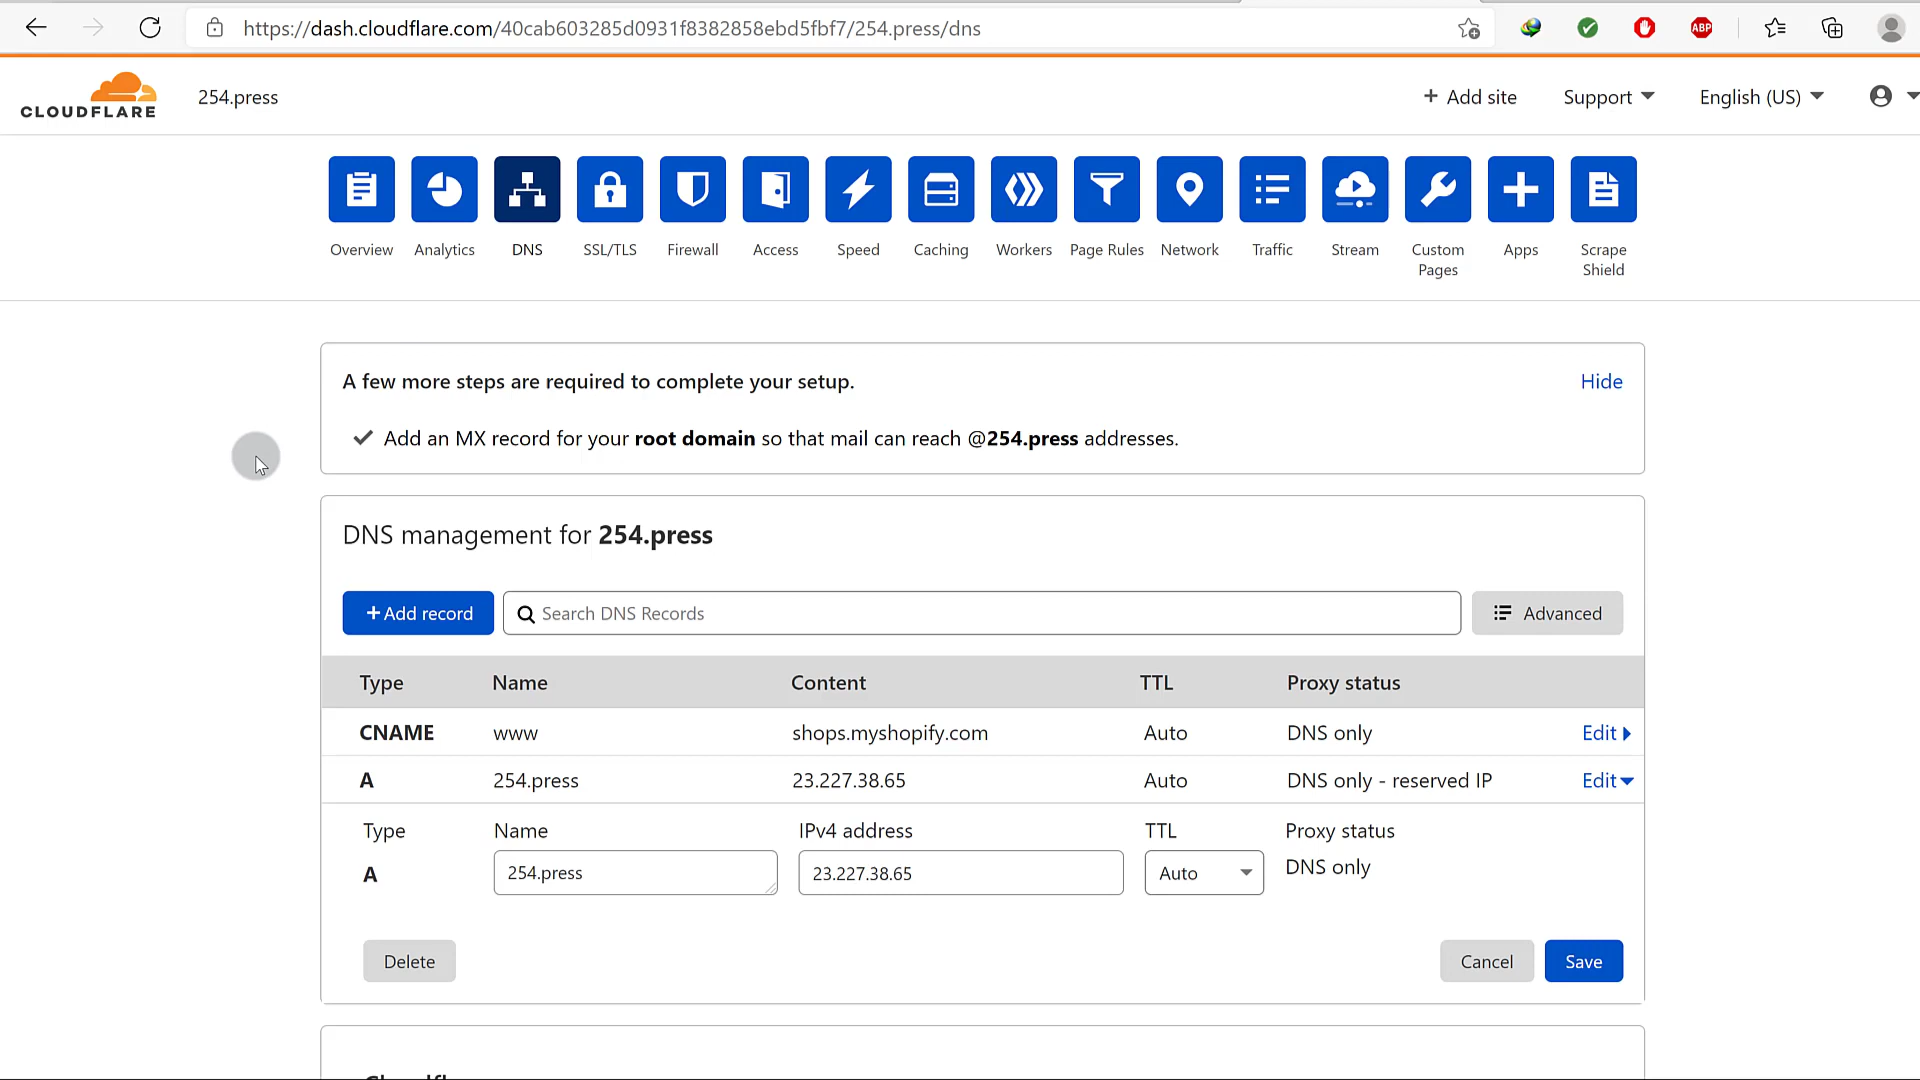 https://dash.cloudflare.com/40cab603285d0931f8382858ebd5fbf7/254.press/dns
ABP
CLOUDFLARE
254.press
+ Add site
Support
English (US)
Overview
Analytics
DNS
SSL/TLS
Firewall
Access
Speed
Caching
Workers
Page Rules
Network
Traffic
Stream
Custom Pages
Apps
Scrape Shield
A few more steps are required to complete your setup.
Hide
Add an MX record for your root domain so that mail can reach @254.press addresses.
DNS management for 254.press
+ Add record
Search DNS Records
Advanced
Type Name Content TTL Proxy status
CNAME www shops.myshopify.com Auto DNS only Edit
A 254.press 23.227.38.65 Auto DNS only - reserved IP Edit
Type Name IPv4 address TTL Proxy status
A 254.press 23.227.38.65 Auto DNS only
Delete
Cancel
Save